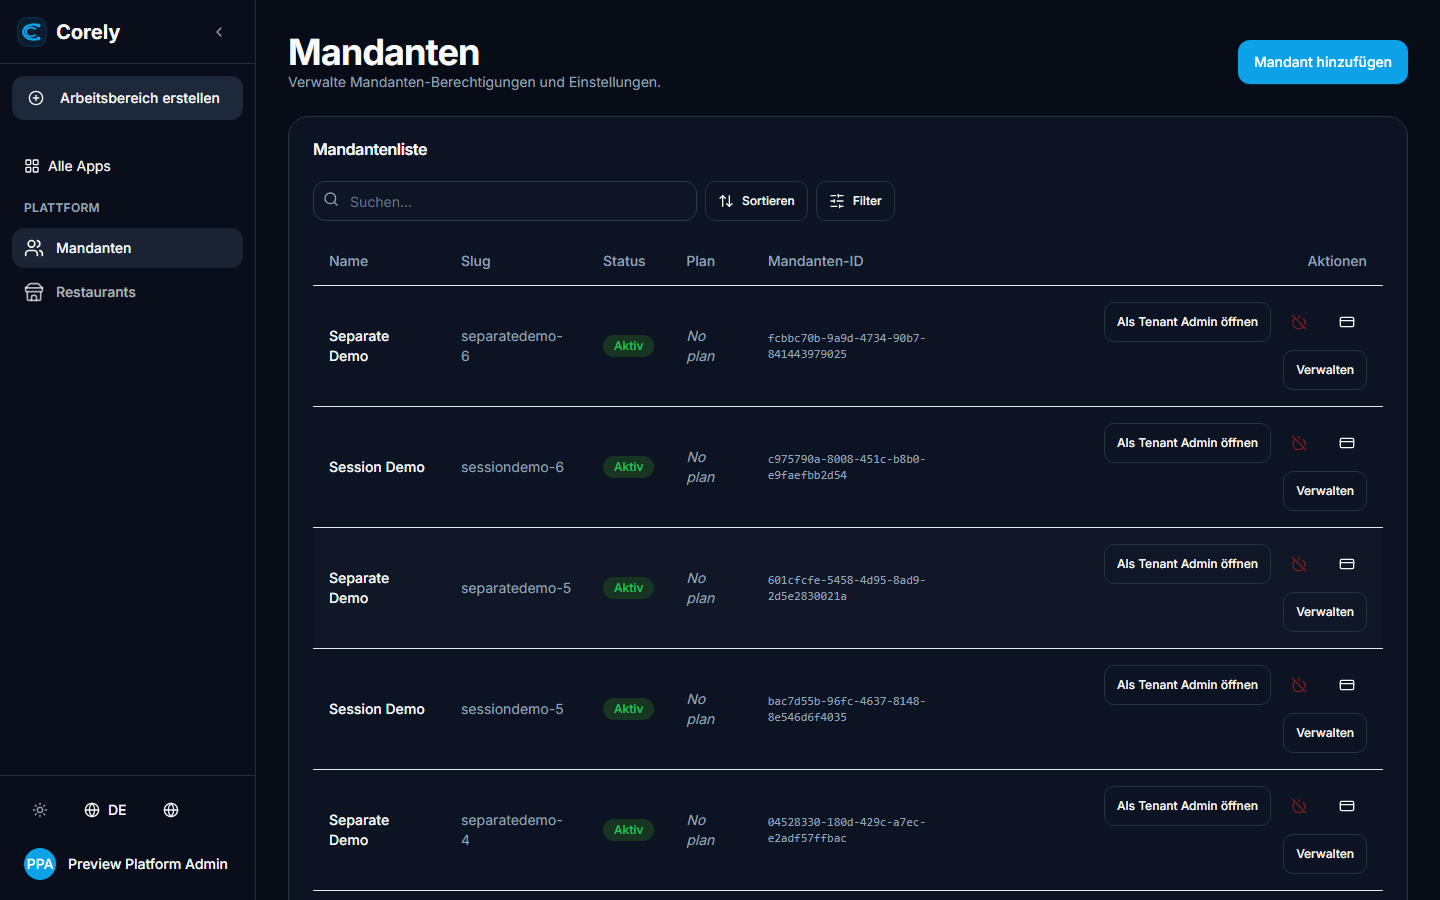 Corely
Arbeitsbereich erstellen
Alle Apps
PLATTFORM
Mandanten
Restaurants
DE
PPA
Preview Platform Admin
Mandanten
Verwalte Mandanten-Berechtigungen und Einstellungen.
Mandant hinzufügen
Mandantenliste
Suchen...
Sortieren
Filter
Name Slug Status Plan Mandanten-ID Aktionen
Separate
Demo
separatedemo-
6
Aktiv
No
plan
fcbbc70b-9a9d-4734-90b7-
841443979025
Als Tenant Admin öffnen
Verwalten
Session Demo
sessiondemo-6
Aktiv
No
plan
c975790a-8008-451c-b8b0-
e9faefbb2d54
Als Tenant Admin öffnen
Verwalten
Separate
Demo
separatedemo-5
Aktiv
No
plan
601cfcfe-5458-4d95-8ad9-
2d5e2830021a
Als Tenant Admin öffnen
Verwalten
Session Demo
sessiondemo-5
Aktiv
No
plan
bac7d55b-96fc-4637-8148-
8e546d6f4035
Als Tenant Admin öffnen
Verwalten
Separate
Demo
separatedemo-
4
Aktiv
No
plan
04528330-180d-429c-a7ec-
e2adf57ffbac
Als Tenant Admin öffnen
Verwalten